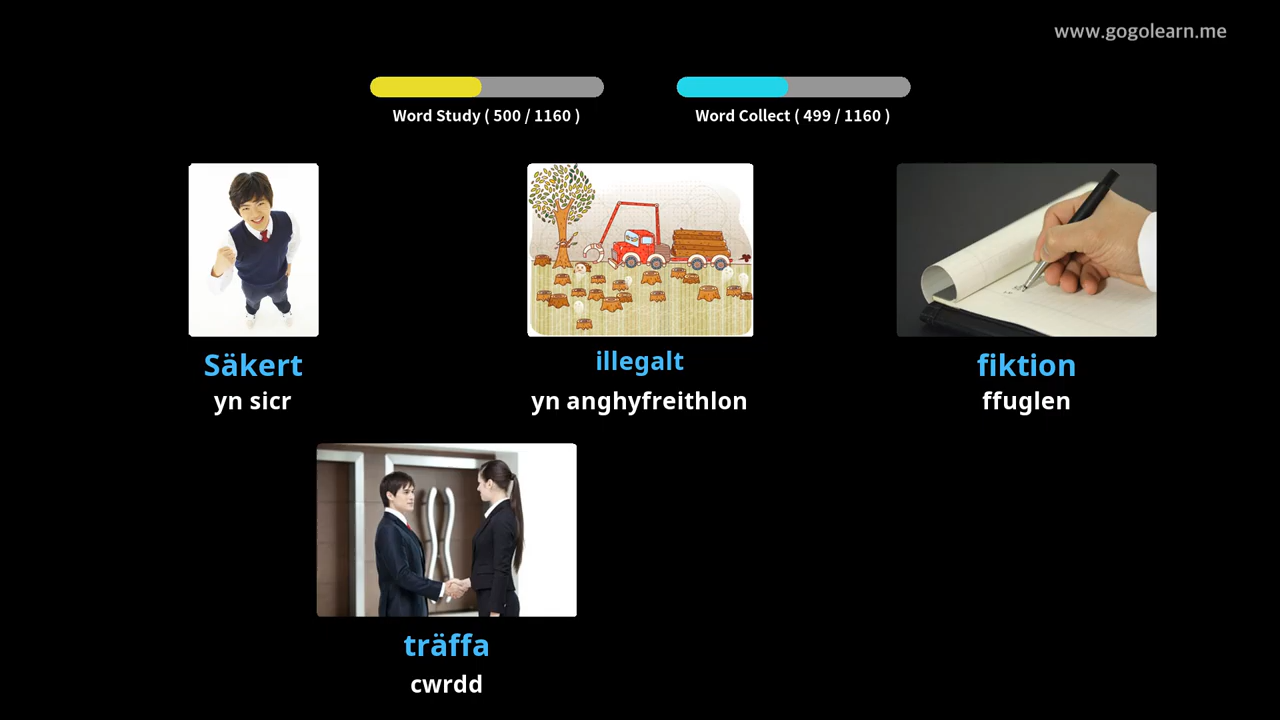 www.gogolearn.me
Word Study ( 500 / 1160 )
Word Collect ( 499 / 1160 )
Säkert
yn sicr
illegalt
yn anghyfreithlon
fiktion
ffuglen
träffa
cwrdd